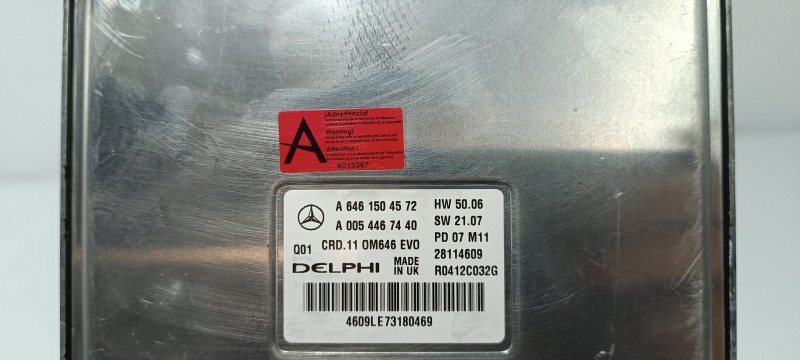 ¡Advertencia!
A
Warning!
Attention !
A 646 150 45 72
HW 50.06
A 005 446 74 40
SW 21.07
Q01
CRD.11 OM646 EVO
PD 07 M11
DELPHI
MADE IN UK
28114609
R0412C032G
4609LE73180469